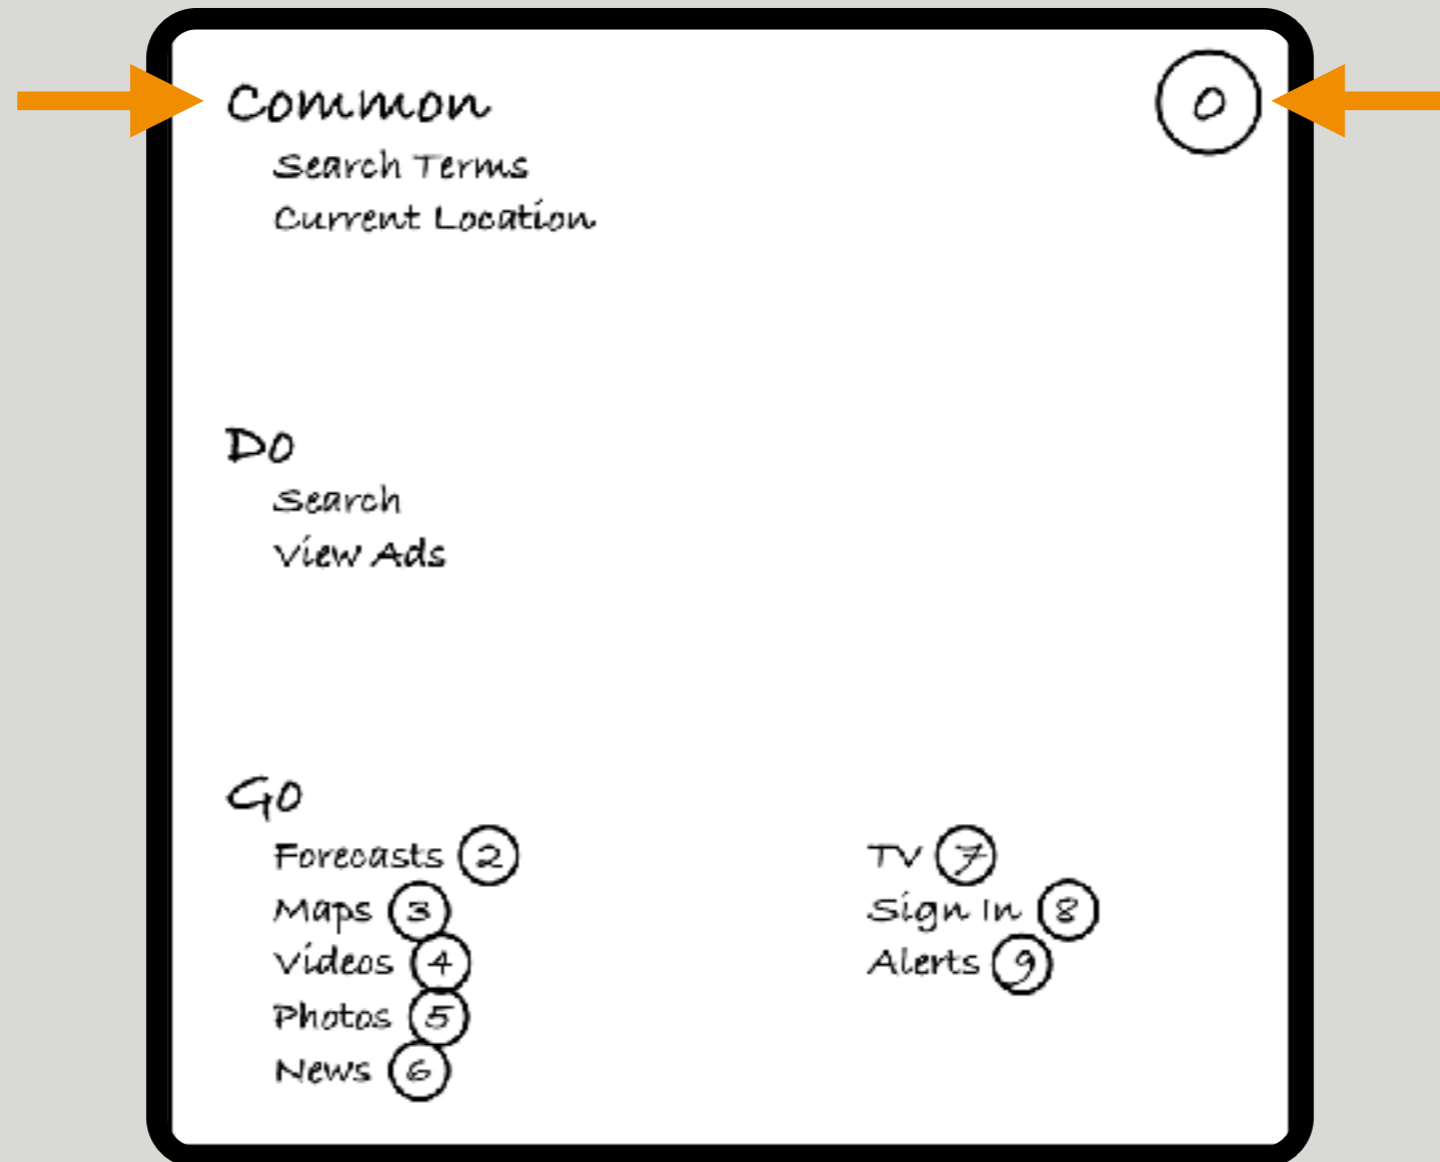 Common 0
Search Terms
Current Location
Do
Search
View Ads
Go
Forecasts 2
Maps 3
Videos 4
Photos 5
News 6
TV 7
Sign In 8
Alerts 9